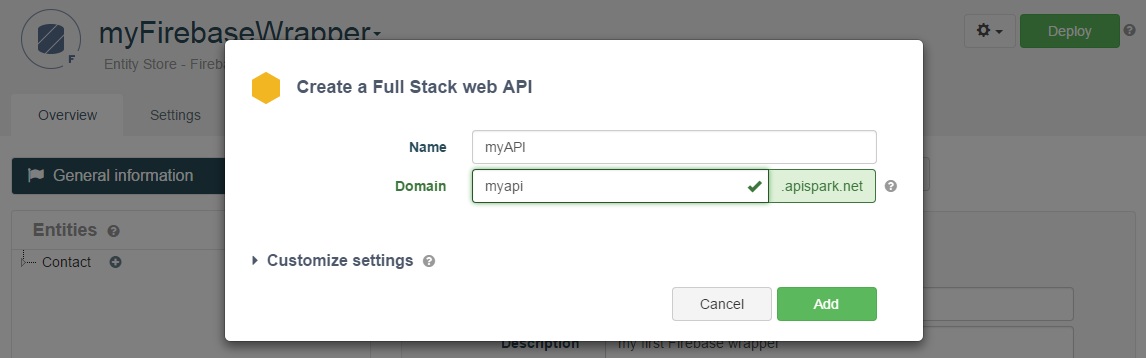 myFirebaseWrapper
Entity Store - Fireba
Deploy
Overview
Settings
General information
Entities
Contact
Create a Full Stack web API
Name
myAPI
Domain
myapi
.apispark.net
Customize settings
Cancel
Add
Description
my first Firebase wrapper
F